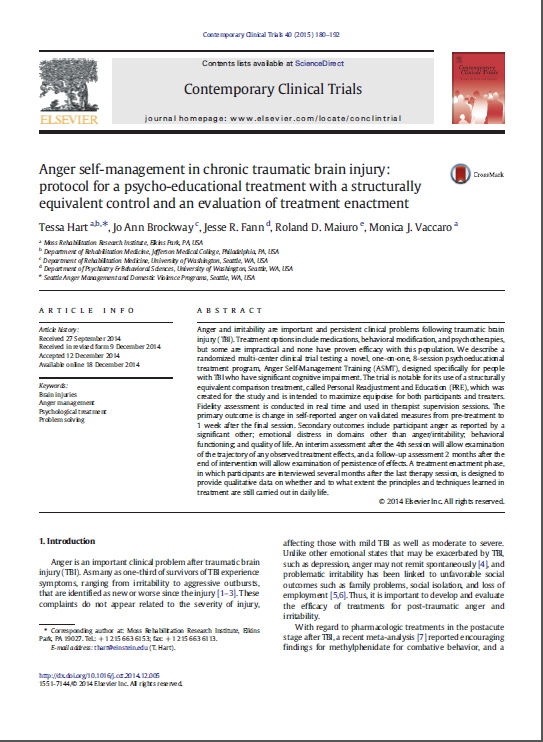 Contemporary Clinical Trials 40 (2015) 180–192
Contents lists available at ScienceDirect
Contemporary Clinical Trials
journal homepage: www.elsevier.com/locate/conclintrial
ELSEVIER
CrossMark
Anger self-management in chronic traumatic brain injury:
protocol for a psycho-educational treatment with a structurally
equivalent control and an evaluation of treatment enactment
Tessa Hart a,b,*, Jo Ann Brockway c, Jesse R. Fann d, Roland D. Maiuro e, Monica J. Vaccaro a
a Moss Rehabilitation Research Institute, Elkins Park, PA, USA
b Department of Rehabilitation Medicine, Jefferson Medical College, Philadelphia, PA, USA
c Department of Rehabilitation Medicine, University of Washington, Seattle, WA, USA
d Department of Psychiatry & Behavioral Sciences, University of Washington, Seattle, WA, USA
e Seattle Anger Management and Domestic Violence Programs, Seattle, WA, USA
ARTICLE INFO
Article history:
Received 27 September 2014
Received in revised form 9 December 2014
Accepted 12 December 2014
Available online 18 December 2014
Keywords:
Brain injuries
Anger management
Psychological treatment
Problem solving
ABSTRACT
Anger and irritability are important and persistent clinical problems following traumatic brain
injury (TBI). Treatment options include medications, behavioral modification, and psychotherapies,
but some are impractical and none have proven efficacy with this population. We describe a
randomized multi-center clinical trial testing a novel, one-on-one, 8-session psychoeducational
treatment program, Anger Self-Management Training (ASMT), designed specifically for people
with TBI who have significant cognitive impairment. The trial is notable for its use of a structurally
equivalent comparison treatment, called Personal Readjustment and Education (PRE), which was
created for the study and is intended to maximize equipoise for both participants and treaters.
Fidelity assessment is conducted in real time and used in therapist supervision sessions. The
primary outcome is change in self-reported anger on validated measures from pre-treatment to
1 week after the final session. Secondary outcomes include participant anger as reported by a
significant other; emotional distress in domains other than anger/irritability; behavioral
functioning; and quality of life. An interim assessment after the 4th session will allow examination
of the trajectory of any observed treatment effects, and a follow-up assessment 2 months after the
end of intervention will allow examination of persistence of effects. A treatment enactment phase,
in which participants are interviewed several months after the last therapy session, is designed to
provide qualitative data on whether and to what extent the principles and techniques learned in
treatment are still carried out in daily life.
© 2014 Elsevier Inc. All rights reserved.
1. Introduction
Anger is an important clinical problem after traumatic brain
injury (TBI). As many as one-third of survivors of TBI experience
symptoms, ranging from irritability to aggressive outbursts,
that are identified as new or worse since the injury [1–3]. These
complaints do not appear related to the severity of injury,
affecting those with mild TBI as well as moderate to severe.
Unlike other emotional states that may be exacerbated by TBI,
such as depression, anger may not remit spontaneously [4], and
problematic irritability has been linked to unfavorable social
outcomes such as family problems, social isolation, and loss of
employment [5,6]. Thus, it is important to develop and evaluate
the efficacy of treatments for post-traumatic anger and
irritability.
With regard to pharmacologic treatments in the postacute
stage after TBI, a recent meta-analysis [7] reported encouraging
findings for methylphenidate for combative behavior, and a
* Corresponding author at: Moss Rehabilitation Research Institute, Elkins
Park, PA 19027. Tel.: +1 215 663 6153; fax: +1 215 663 6113.
E-mail address: thart@einstein.edu (T. Hart).
http://dx.doi.org/10.1016/j.cct.2014.12.005
1551-7144/© 2014 Elsevier Inc. All rights reserved.